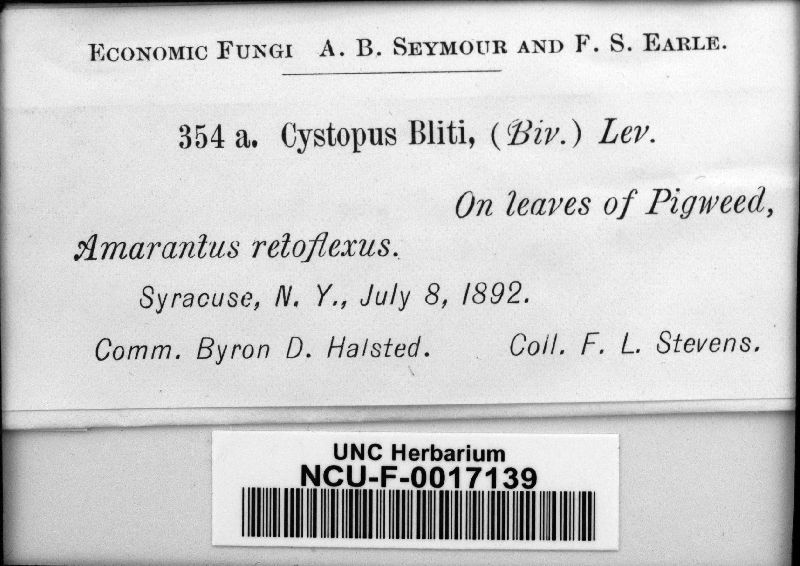 Economic Fungi A. B. Seymour and F. S. Earle.
354 a. Cystopus Bliti, (Biv.) Lev.
On leaves of Pigweed,
Amarantus retoflexus.
Syracuse, N. Y., July 8, 1892.
Comm. Byron D. Halsted. Coll. F. L. Stevens.
UNC Herbarium
NCU-F-0017139